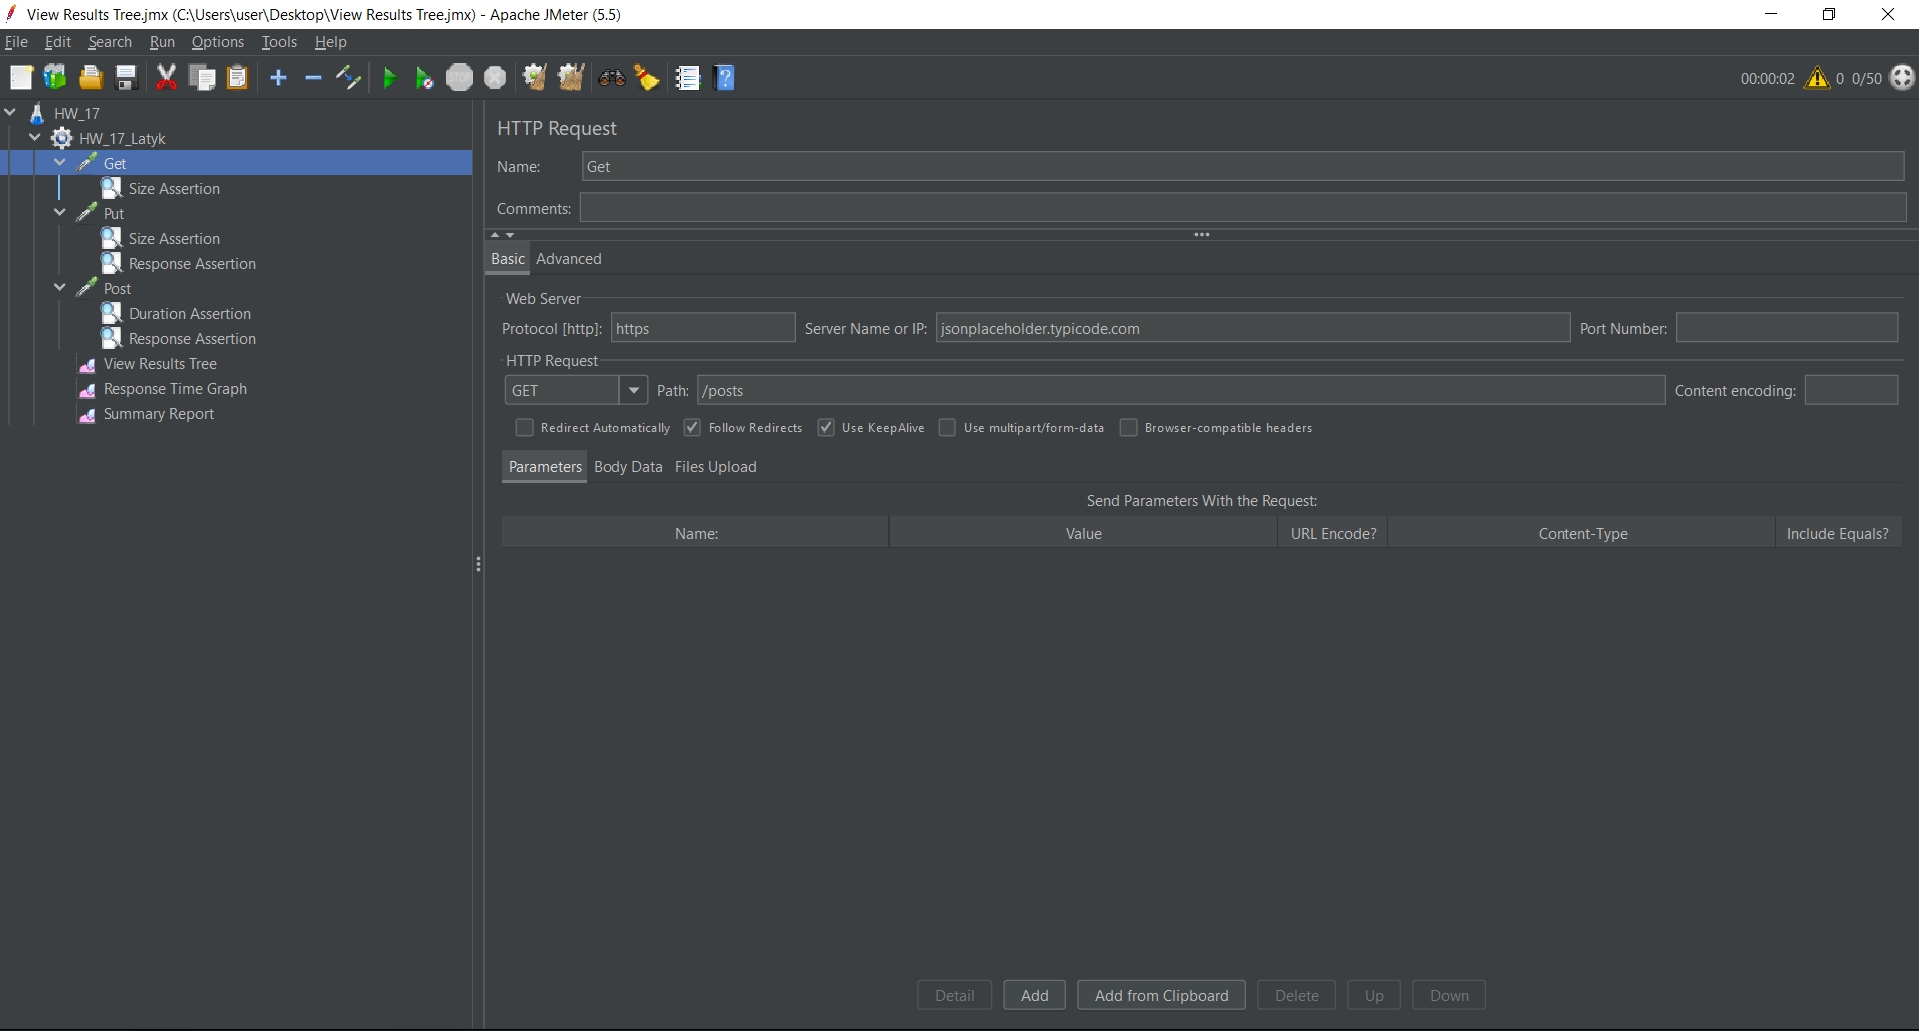 View Results Tree.jmx (C:\Users\user\Desktop\View Results Tree.jmx) - Apache JMeter (5.5)
File Edit Search Run Options Tools Help
STOP
00:00:02 0 0/50
HW_17
HW_17_Latyk
Get
Size Assertion
Put
Size Assertion
Response Assertion
Post
Duration Assertion
Response Assertion
View Results Tree
Response Time Graph
Summary Report
HTTP Request
Name: Get
Comments:
Basic Advanced
Web Server
Protocol [http]: https Server Name or IP: jsonplaceholder.typicode.com Port Number:
HTTP Request
GET Path: /posts Content encoding:
Redirect Automatically Follow Redirects Use KeepAlive Use multipart/form-data Browser-compatible headers
Parameters Body Data Files Upload
Send Parameters With the Request:
Name: Value URL Encode? Content-Type Include Equals?
Detail Add Add from Clipboard Delete Up Down